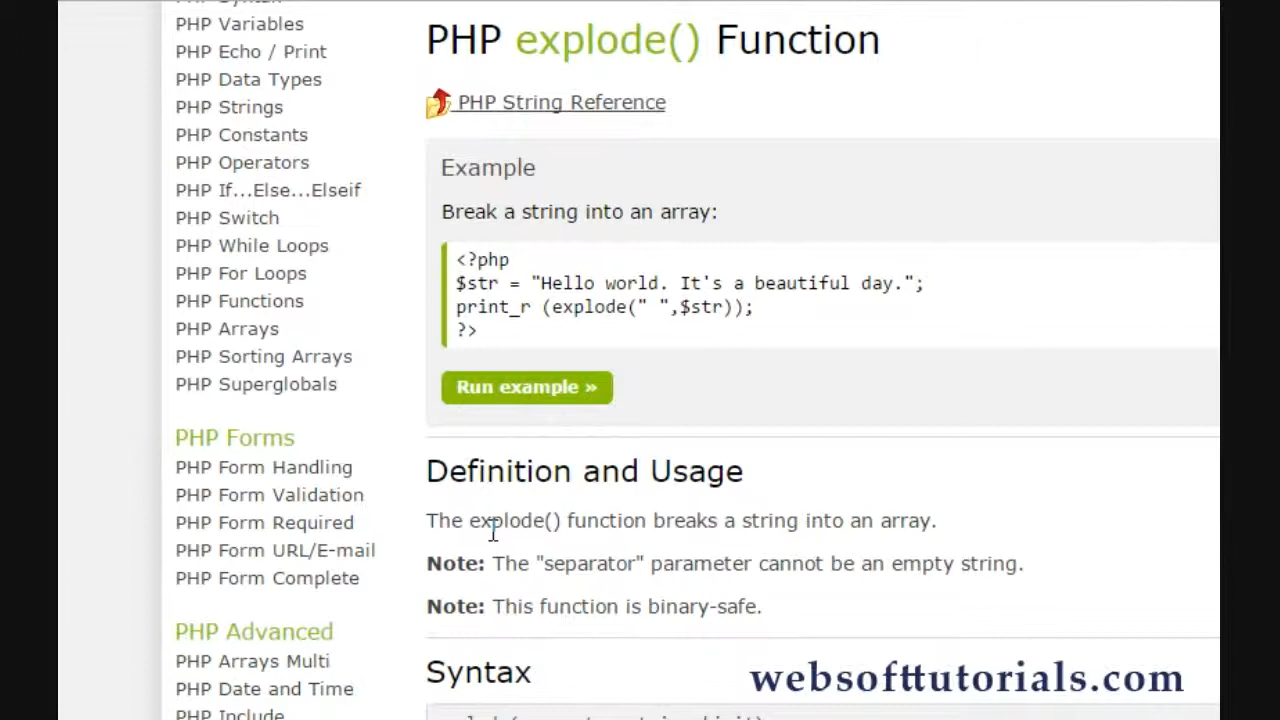 PHP Variables
PHP Echo / Print
PHP Data Types
PHP Strings
PHP Constants
PHP Operators
PHP If...Else...Elseif
PHP Switch
PHP While Loops
PHP For Loops
PHP Functions
PHP Arrays
PHP Sorting Arrays
PHP Superglobals
PHP Forms
PHP Form Handling
PHP Form Validation
PHP Form Required
PHP Form URL/E-mail
PHP Form Complete
PHP Advanced
PHP Arrays Multi
PHP Date and Time
PHP Include
PHP explode() Function
PHP String Reference
Example
Break a string into an array:
<?php
$str = "Hello world. It's a beautiful day.";
print_r (explode(" ",$str));
?>
Run example »
Definition and Usage
The explode() function breaks a string into an array.
Note: The "separator" parameter cannot be an empty string.
Note: This function is binary-safe.
Syntax
websofttutorials.com